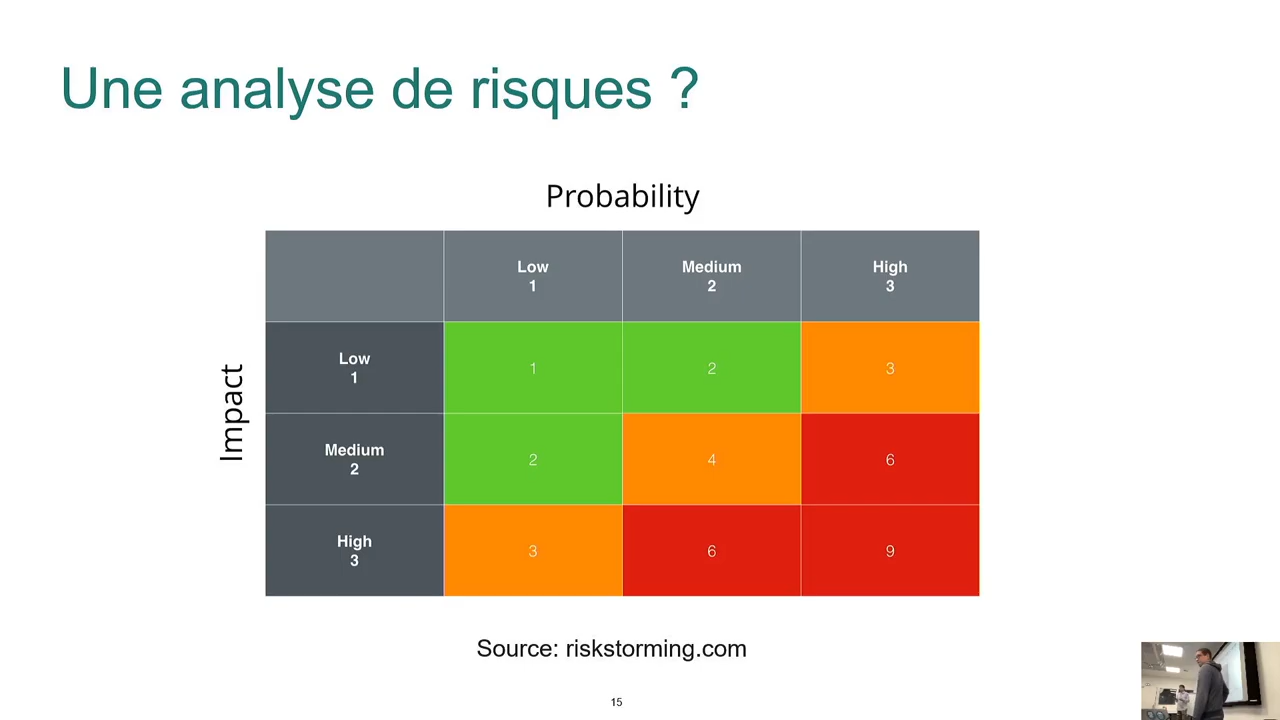 Une analyse de risques ?
Probability
Low
1
Medium
2
High
3
Impact
Low
1
1
2
3
Medium
2
2
4
6
High
3
3
6
9
Source: riskstorming.com
15